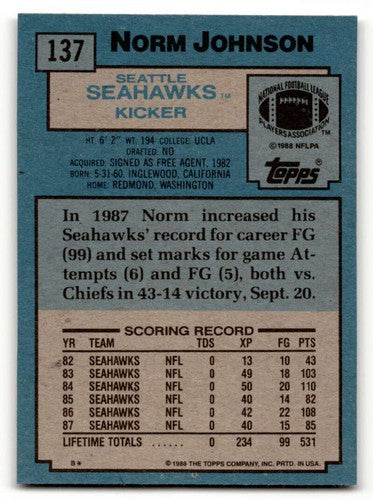 137
NORM JOHNSON
SEATTLE
SEAHAWKS TM
KICKER
NATIONAL FOOTBALL LEAGUE
PLAYERS ASSOCIATION
© 1988 NFLPA
TOPPS®
HT. 6' 2" WT. 194 COLLEGE: UCLA
DRAFTED: NO
ACQUIRED: SIGNED AS FREE AGENT, 1982
BORN: 5-31-60, INGLEWOOD, CALIFORNIA
HOME: REDMOND, WASHINGTON
In 1987 Norm increased his
Seahawks' record for career FG
(99) and set marks for game At-
tempts (6) and FG (5), both vs.
Chiefs in 43-14 victory, Sept. 20.
SCORING RECORD
YR TEAM TDS XP FG PTS
82 SEAHAWKS NFL 0 13 10 43
83 SEAHAWKS NFL 0 49 18 103
84 SEAHAWKS NFL 0 50 20 110
85 SEAHAWKS NFL 0 40 14 82
86 SEAHAWKS NFL 0 42 22 108
87 SEAHAWKS NFL 0 40 15 85
LIFETIME TOTALS . . . . . . 0 234 99 531
B* © 1988 THE TOPPS COMPANY, INC. PRTD. IN USA.